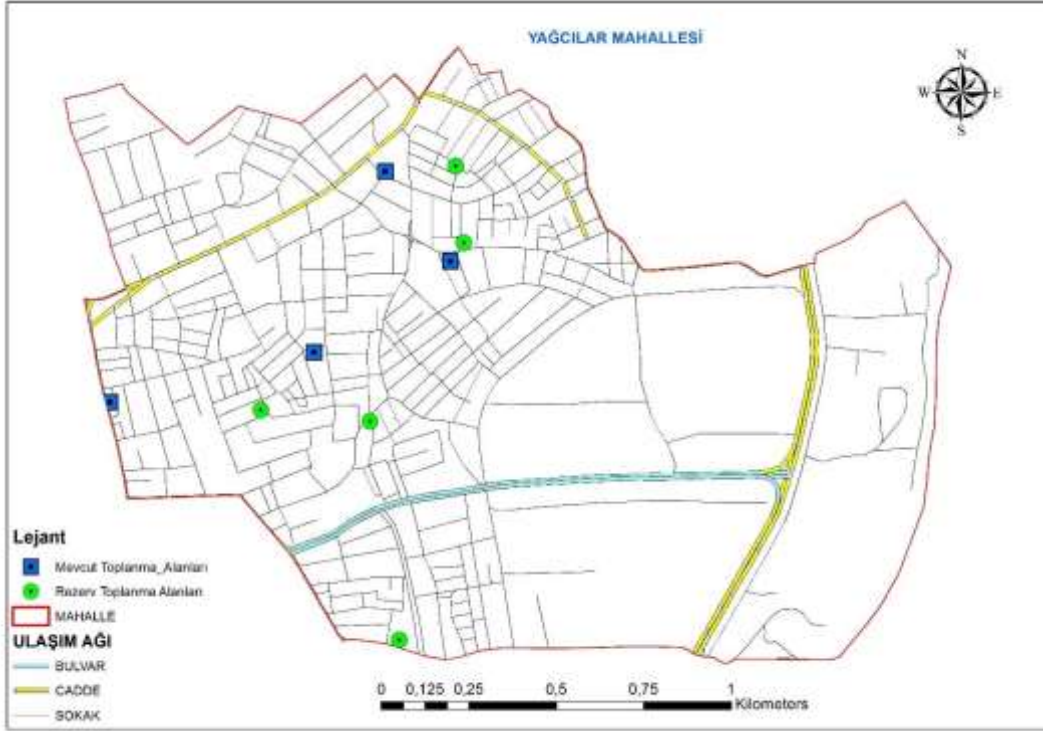 YAĞCILAR MAHALLESİ
N
W E
S
Lejant
Mevcut Toplanma_Alanları
Rezerv Toplanma Alanları
MAHALLE
ULAŞIM AĞI
BULVAR
CADDE
SOKAK
0 0,125 0,25 0,5 0,75 1
Kilometers